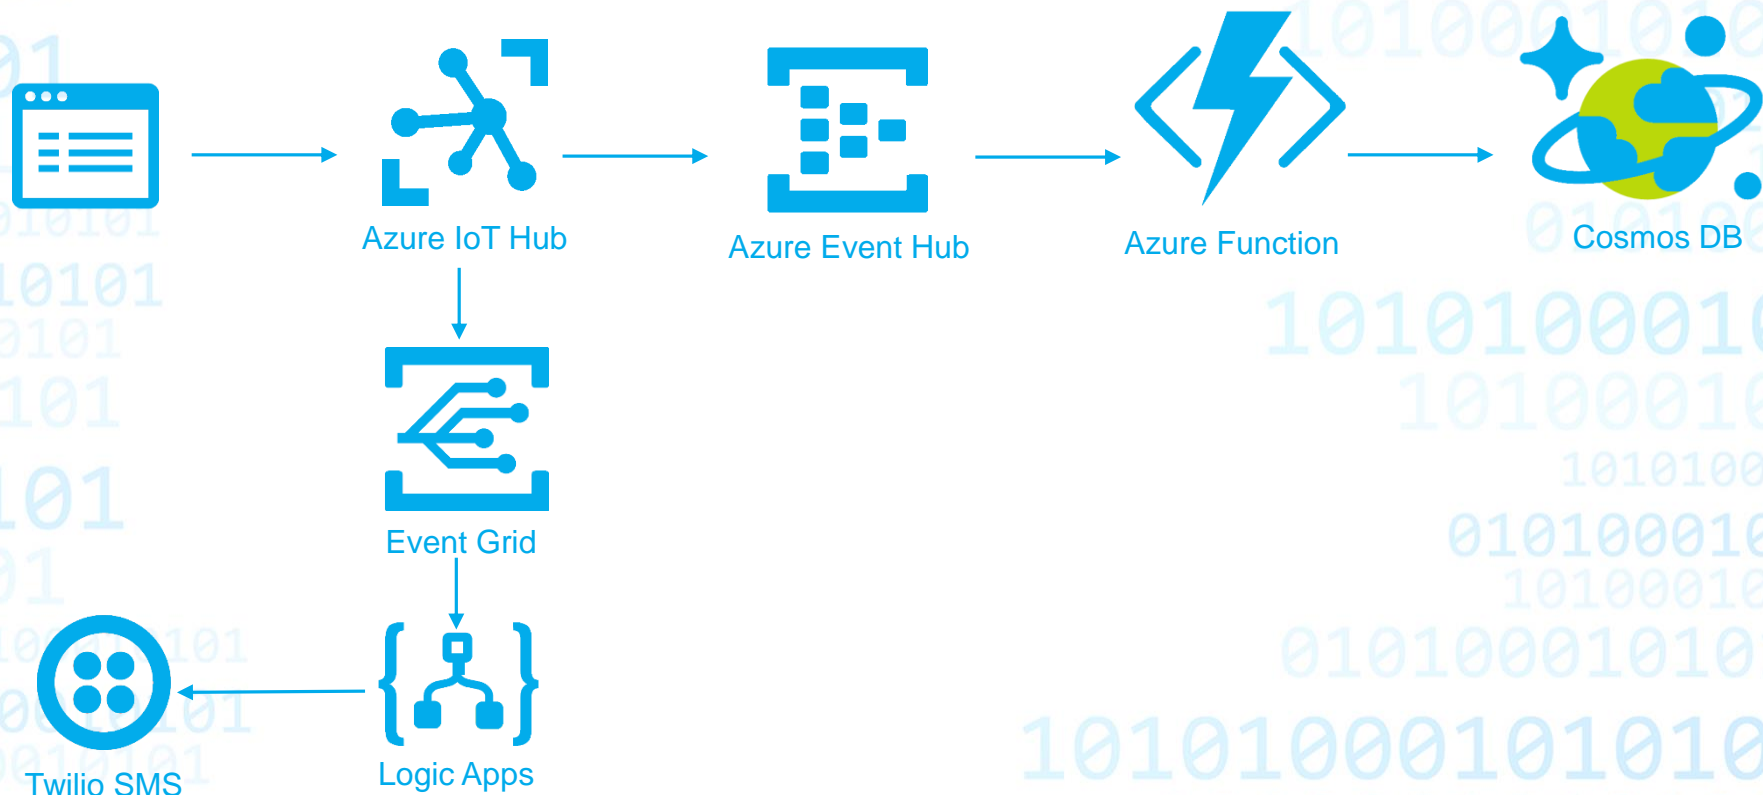 Azure IoT Hub
Azure Event Hub
Azure Function
Cosmos DB
Event Grid
Logic Apps
Twilio SMS